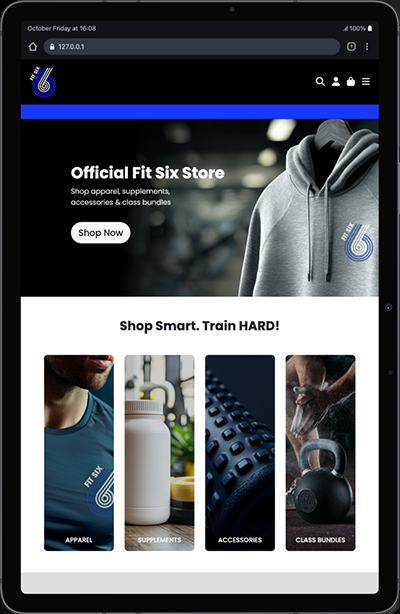 October Friday at 16:08
100%
127.0.0.1
1
FIT SIX
Official Fit Six Store
Shop apparel, supplements,
accessories & class bundles
Shop Now
FIT SIX
Shop Smart. Train HARD!
FIT SIX
APPAREL
SUPPLEMENTS
ACCESSORIES
CLASS BUNDLES